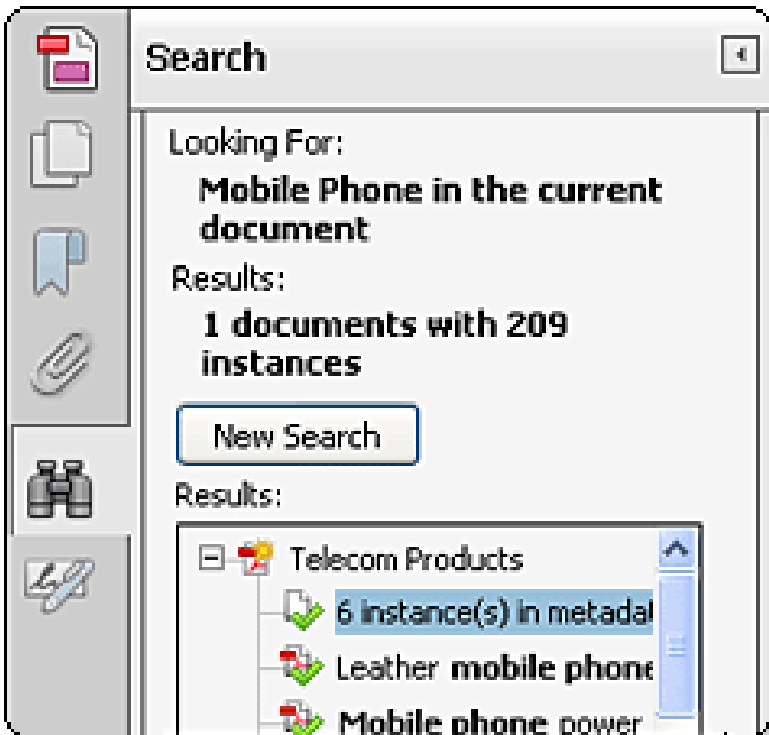 Search
Looking For:
Mobile Phone in the current
document
Results:
1 documents with 209
instances
New Search
Results:
Telecom Products
6 instance(s) in metada
Leather mobile phone
Mobile phone power